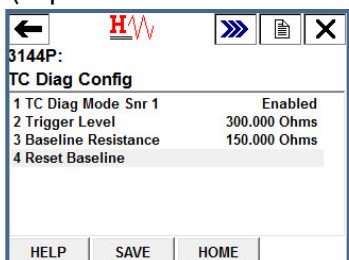 H
3144P:
TC Diag Config
1 TC Diag Mode Snr 1 Enabled
2 Trigger Level 300.000 Ohms
3 Baseline Resistance 150.000 Ohms
4 Reset Baseline
HELP SAVE HOME